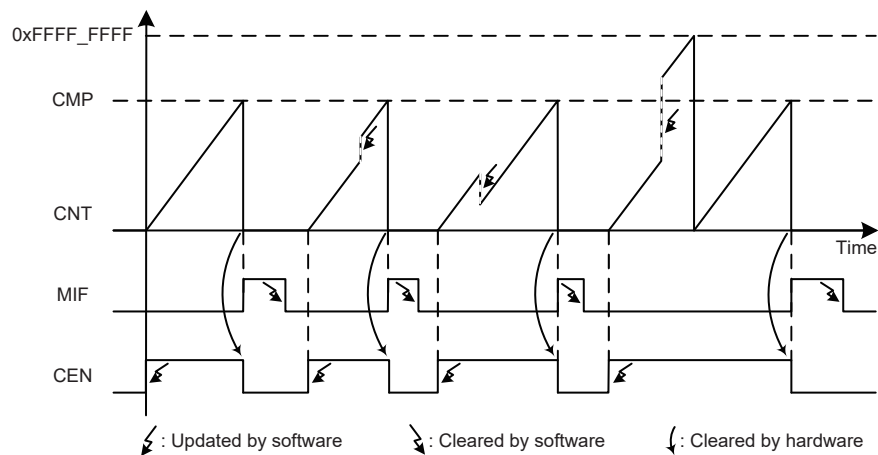 0xFFFF_FFFF
CMP
CNT
Time
MIF
CEN
: Updated by software : Cleared by software : Cleared by hardware